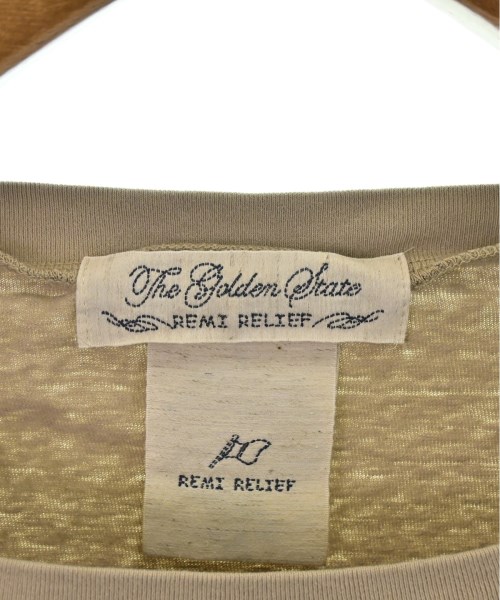 The Golden State
REMI RELIEF
REMI RELIEF